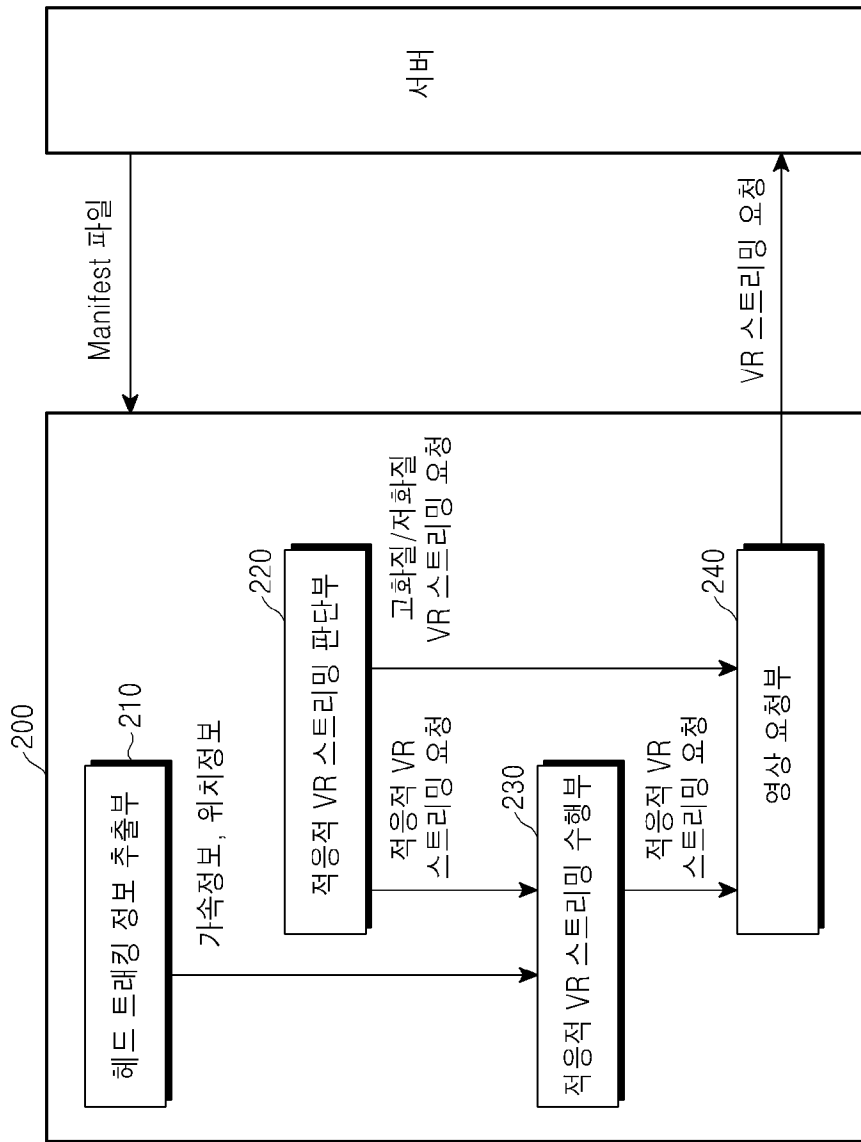 200
헤드 트래킹 정보 추출부
210
가속정보, 위치정보
적응적 VR 스트리밍 판단부
220
적응적 VR
스트리밍 요청
고화질/저화질
VR 스트리밍 요청
적응적 VR 스트리밍 수행부
230
적응적 VR
스트리밍 요청
영상 요청부
240
Manifest 파일
VR 스트리밍 요청
서버